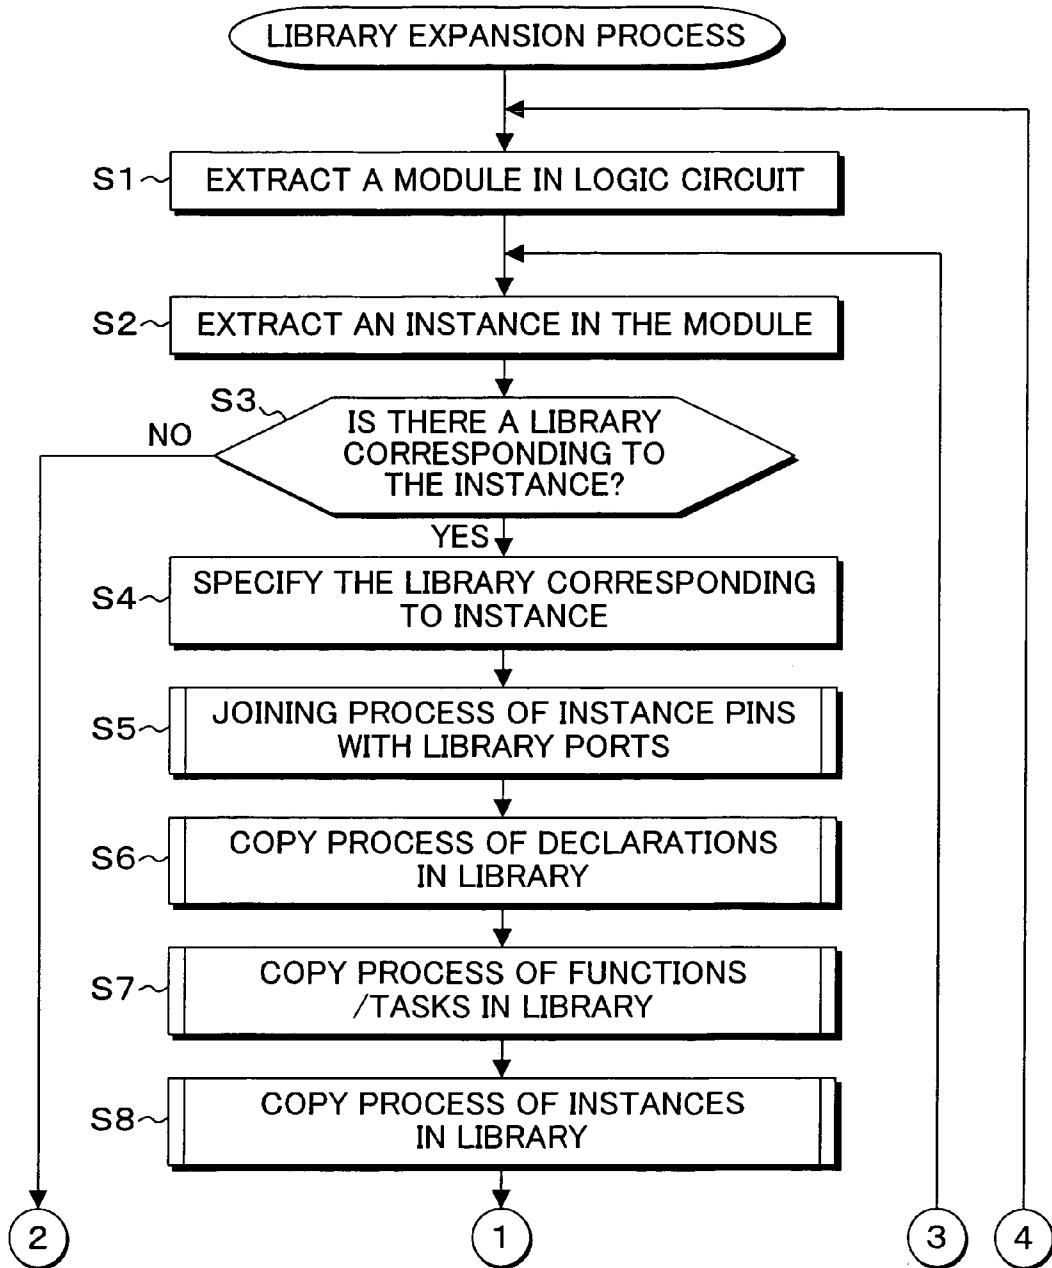 LIBRARY EXPANSION PROCESS
S1
EXTRACT A MODULE IN LOGIC CIRCUIT
S2
EXTRACT AN INSTANCE IN THE MODULE
S3
IS THERE A LIBRARY
CORRESPONDING TO
THE INSTANCE?
NO
YES
S4
SPECIFY THE LIBRARY CORRESPONDING
TO INSTANCE
S5
JOINING PROCESS OF INSTANCE PINS
WITH LIBRARY PORTS
S6
COPY PROCESS OF DECLARATIONS
IN LIBRARY
S7
COPY PROCESS OF FUNCTIONS
/TASKS IN LIBRARY
S8
COPY PROCESS OF INSTANCES
IN LIBRARY
2
1
3
4